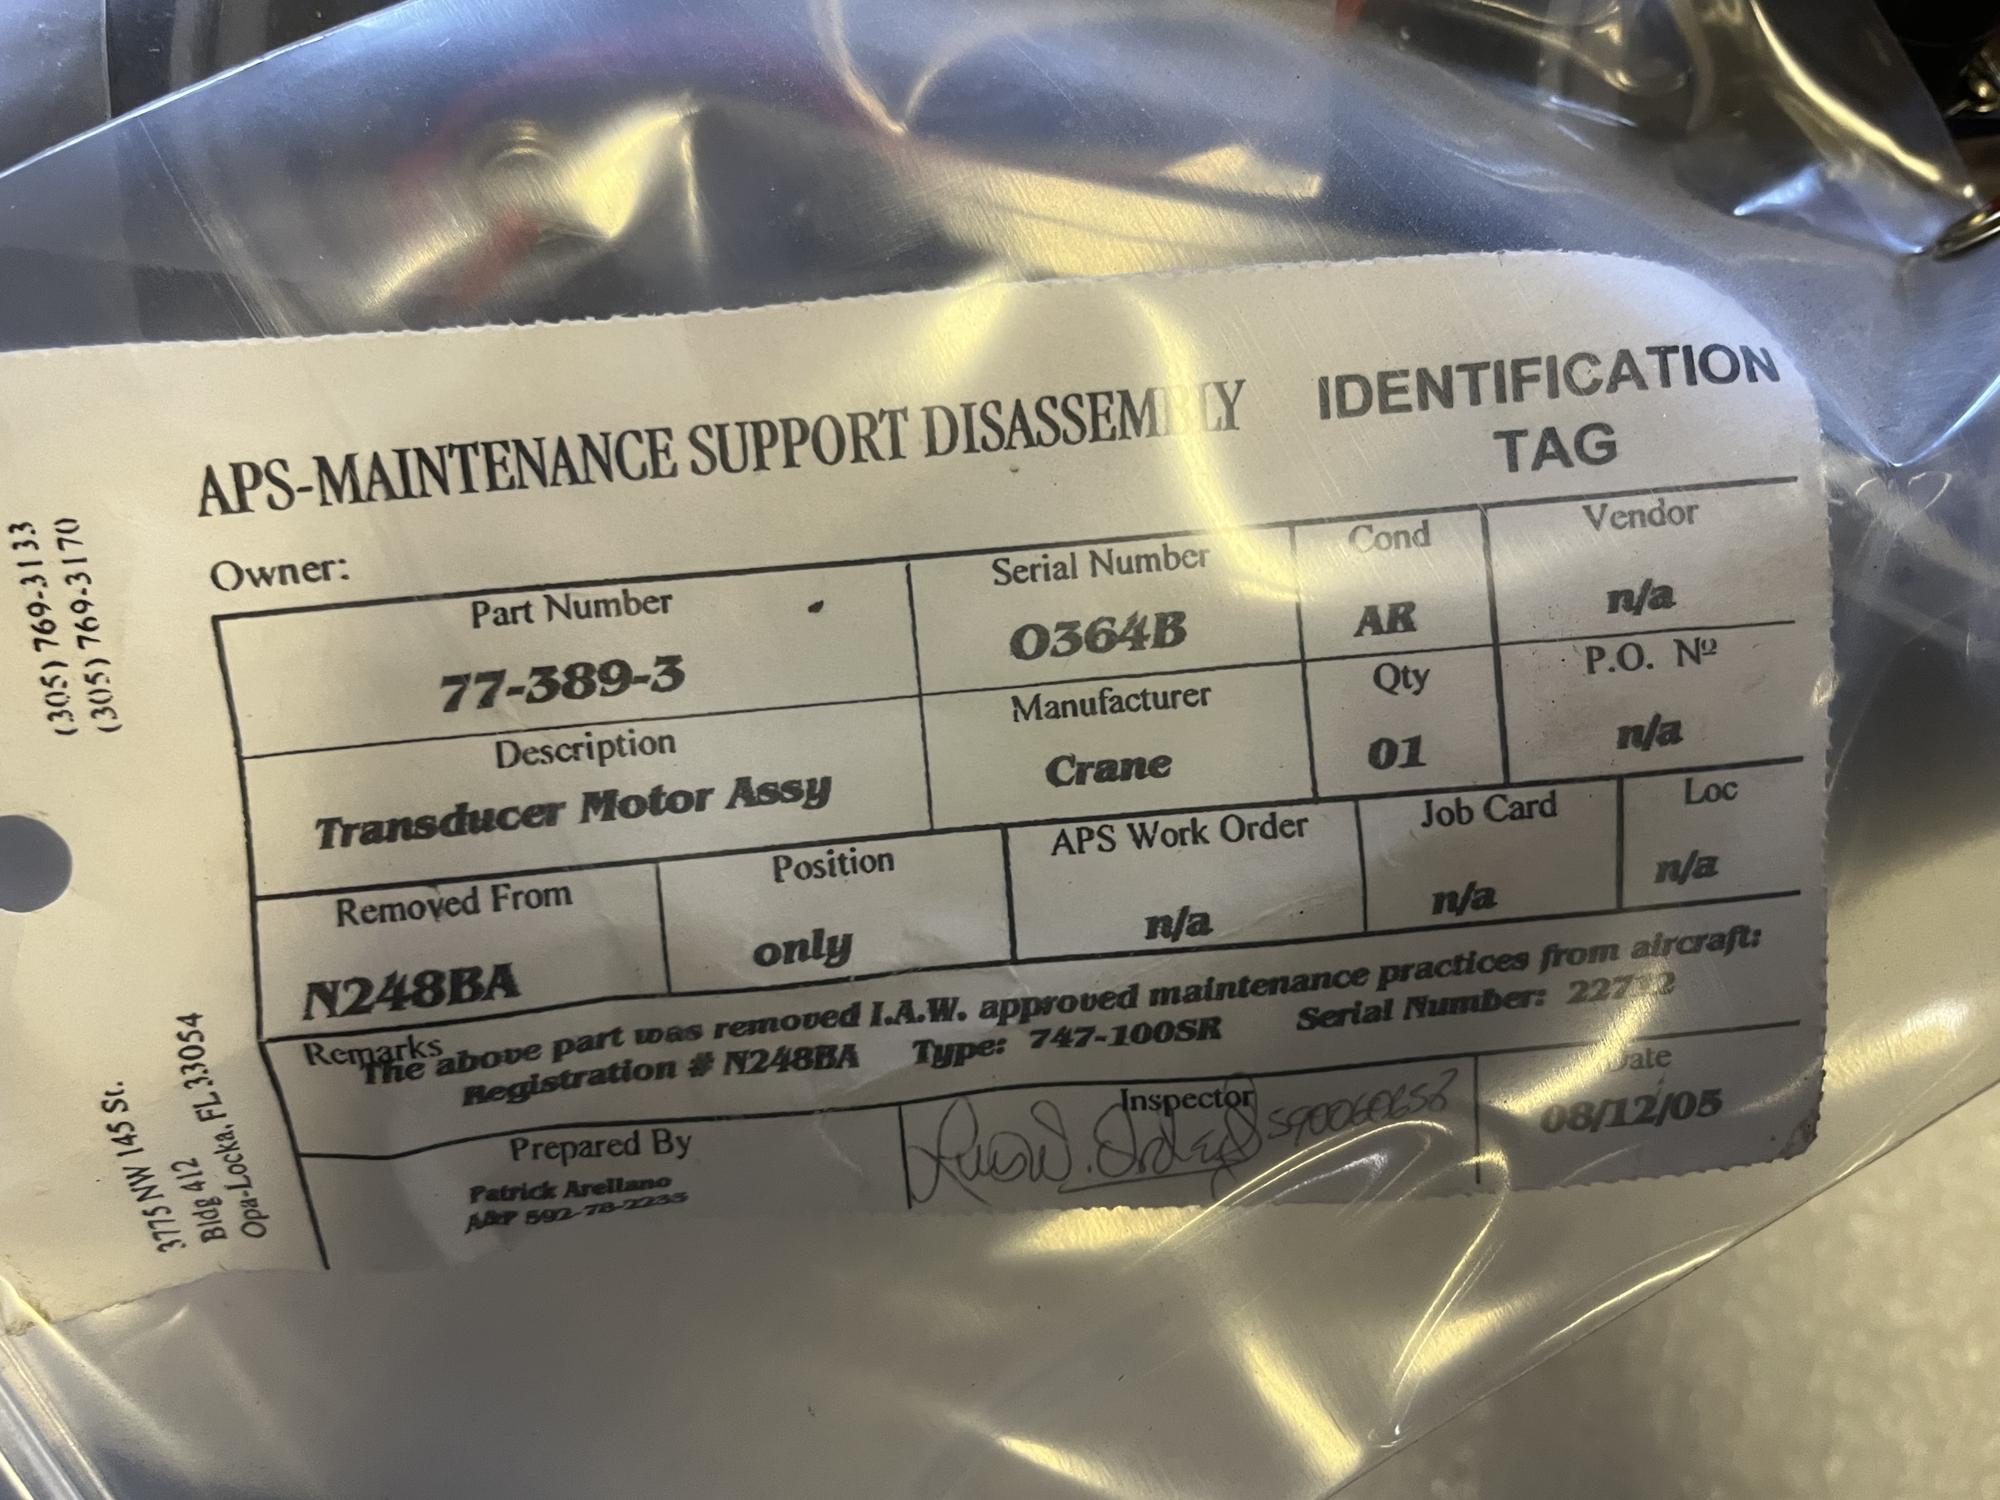 APS-MAINTENANCE SUPPORT DISASSEMBLY
IDENTIFICATION
TAG
(305) 769-3133
(305) 769-3170
3775 NW 145 St.
Bldg 412
Opa-Locka, FL 33054
Owner:
Part Number
77-389-3
Serial Number
0364B
Cond
AR
Vendor
n/a
Description
Transducer Motor Assy
Manufacturer
Crane
Qty
01
P.O. Nº
n/a
Removed From
N248BA
Position
only
APS Work Order
n/a
Job Card
n/a
Loc
n/a
Remarks
The above part was removed I.A.W. approved maintenance practices from aircraft:
Registration # N248BA Type: 747-100SR Serial Number:
Prepared By
Patrick Arellano
A&P 592-78-2235
Inspector
Date
08/12/05